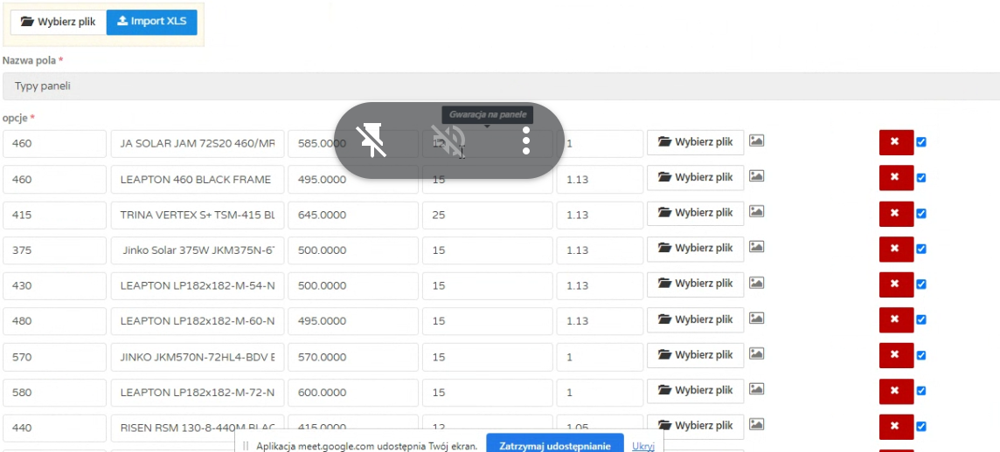 Wybierz plik Import XLS
Nazwa pola *
Typy paneli
opcje *
Gwaracja na panele
460 JA SOLAR JAM 72S20 460/MR 585.0000 12 1 Wybierz plik
460 LEAPTON 460 BLACK FRAME 495.0000 15 1.13 Wybierz plik
415 TRINA VERTEX S+ TSM-415 BL 645.0000 25 1.13 Wybierz plik
375 Jinko Solar 375W JKM375N-6 500.0000 15 1.13 Wybierz plik
430 LEAPTON LP182x182-M-54-N 500.0000 15 1.13 Wybierz plik
480 LEAPTON LP182x182-M-60-N 495.0000 15 1.13 Wybierz plik
570 JINKO JKM570N-72HL4-BDV 570.0000 15 1 Wybierz plik
580 LEAPTON LP182x182-M-72-N 600.0000 15 1 Wybierz plik
440 RISEN RSM 130-8-440M BLAC 415.0000 12 1.05 Wybierz plik
Aplikacja meet.google.com udostępnia Twój ekran. Zatrzymaj udostępnianie Ukryj